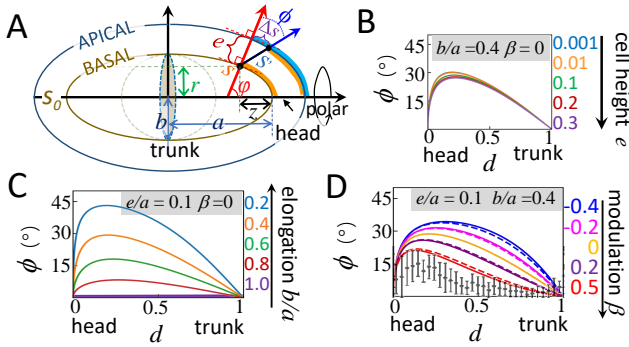 A
APICAL
BASAL
S₀
e
Δs
ϕ
s'
s'
r
φ
b
a
z
polar
head
trunk
B
b/a=0.4 β=0
ϕ (°)
45
30
15
0
0.5
1
head
d
trunk
0.001
0.01
0.1
0.2
0.3
cell height e
C
e/a = 0.1 β=0
ϕ (°)
45
30
15
0
0.5
1
head
d
trunk
0.2
0.4
0.6
0.8
1.0
elongation b/a
D
e/a=0.1 b/a=0.4
ϕ (°)
45
30
15
0
0.5
1
head
d
trunk
-0.4
-0.2
0
0.2
0.5
modulation β